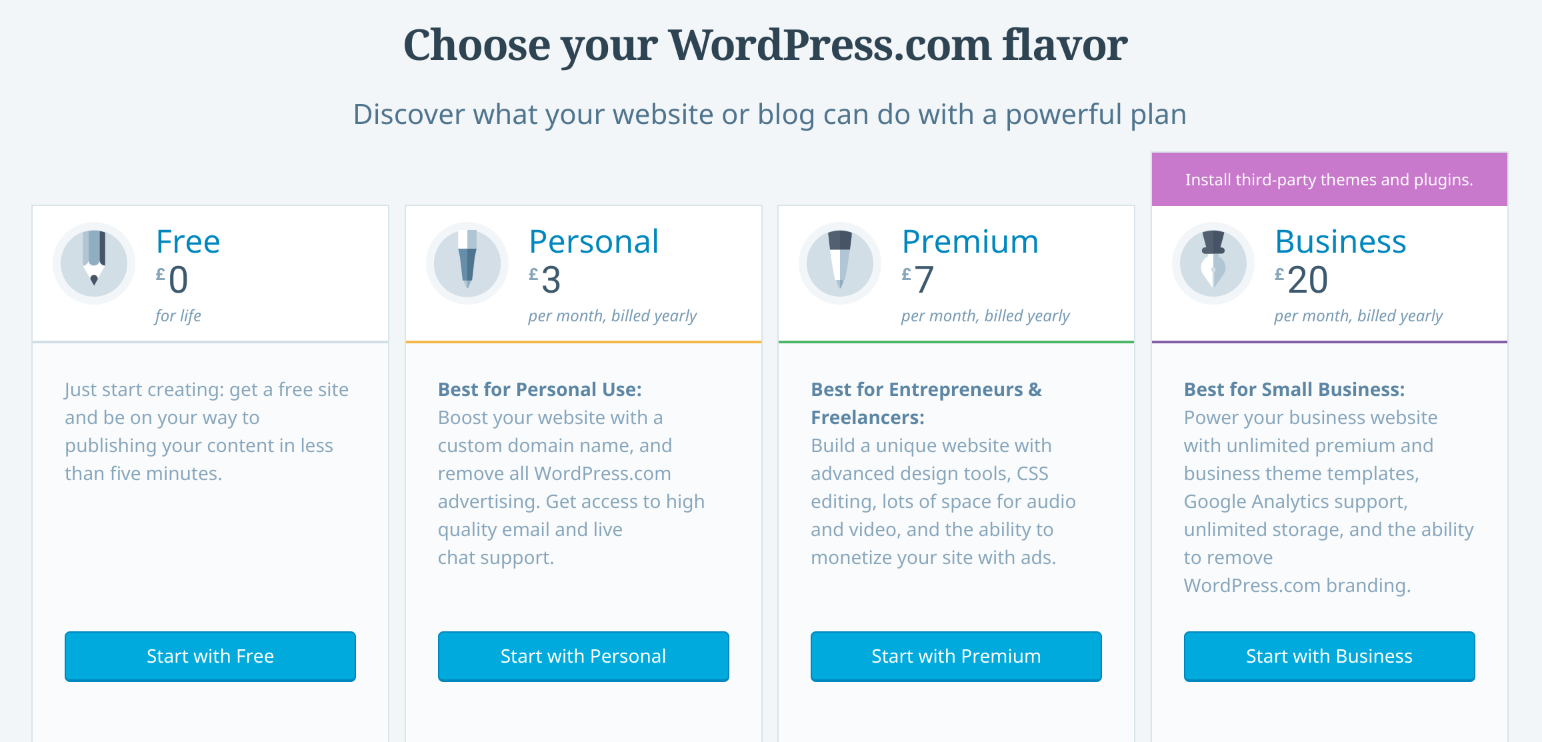 Choose your WordPress.com flavor
Discover what your website or blog can do with a powerful plan
Install third-party themes and plugins.
Free
£0
for life
Just start creating: get a free site
and be on your way to
publishing your content in less
than five minutes.
Start with Free
Personal
£3
per month, billed yearly
Best for Personal Use:
Boost your website with a
custom domain name, and
remove all WordPress.com
advertising. Get access to high
quality email and live
chat support.
Start with Personal
Premium
£7
per month, billed yearly
Best for Entrepreneurs &
Freelancers:
Build a unique website with
advanced design tools, CSS
editing, lots of space for audio
and video, and the ability to
monetize your site with ads.
Start with Premium
Business
£20
per month, billed yearly
Best for Small Business:
Power your business website
with unlimited premium and
business theme templates,
Google Analytics support,
unlimited storage, and the ability
to remove
WordPress.com branding.
Start with Business